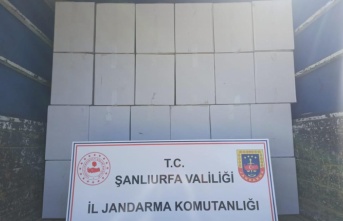 T.C.
ŞANLIURFA VALİLİĞİ
İL JANDARMA KOMUTANLIĞI